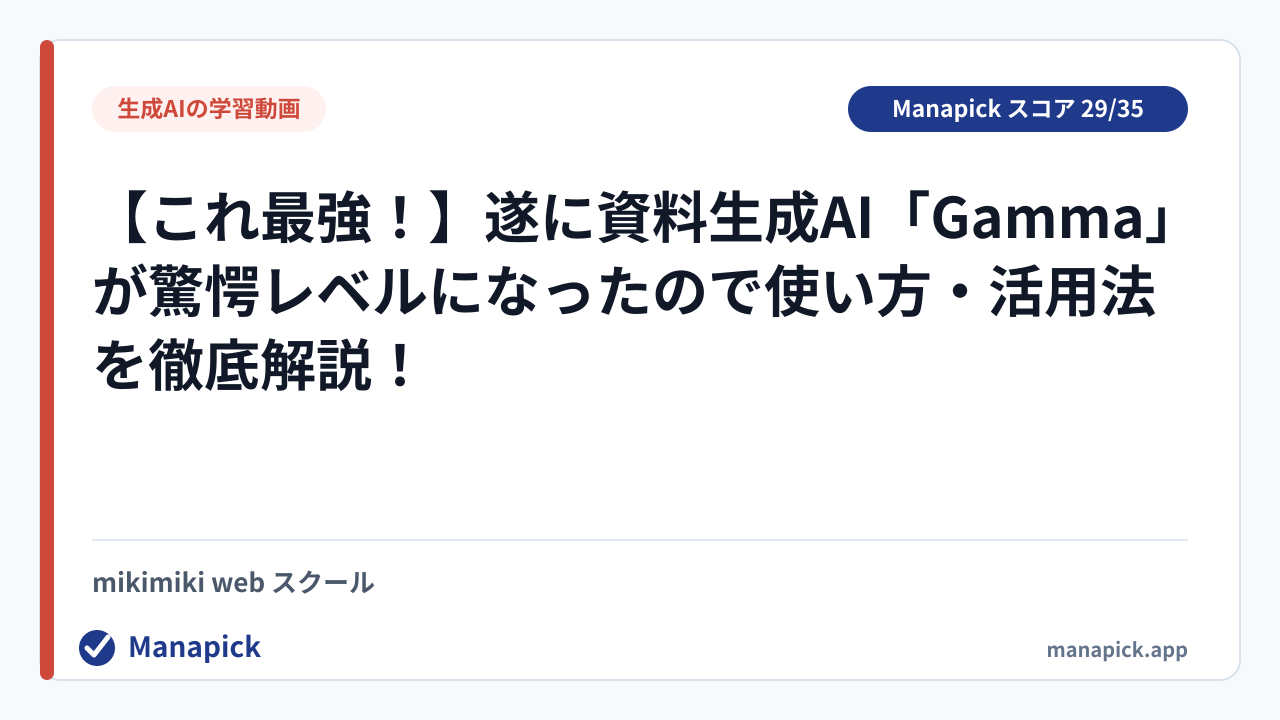 生成AIの学習動画
Manapick スコア 29/35
【これ最強！】遂に資料生成AI「Gamma」
が驚愕レベルになったので使い方・活用法
を徹底解説！
mikimiki web スクール
Manapick
manapick.app